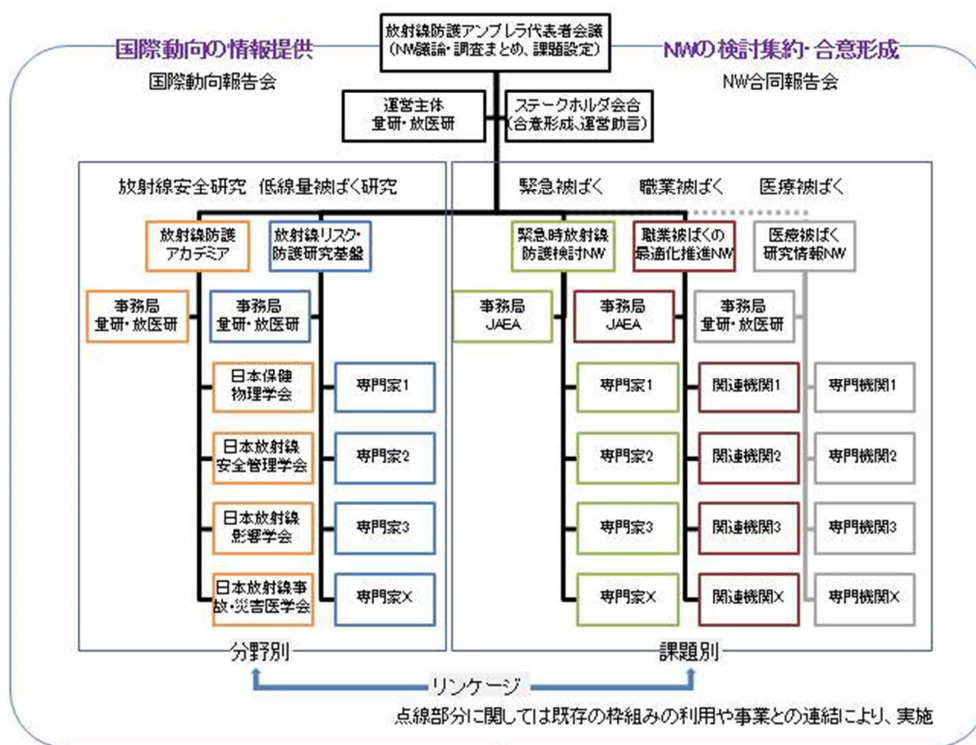 放射線防護アンブレラ代表者会議
(NW議論・調査まとめ、課題設定)
国際動向の情報提供
国際動向報告会
NWの検討集約・合意形成
NW合同報告会
運営主体
量研・放医研
ステークホルダ会合
(合意形成、運営助言)
放射線安全研究
低線量被ばく研究
緊急被ばく
職業被ばく
医療被ばく
放射線防護
アカデミア
放射線リスク・
防護研究基盤
緊急時放射線
防護検討NW
職業被ばくの
最適化推進NW
医療被ばく
研究情報NW
事務局
量研・放医研
事務局
量研・放医研
事務局
JAEA
事務局
JAEA
事務局
量研・放医研
日本保健
物理学会
専門家1
専門家1
関連機関1
専門機関1
日本放射線
安全管理学会
専門家2
専門家2
関連機関2
専門機関2
日本放射線
影響学会
専門家3
専門家3
関連機関3
専門機関3
日本放射線事
故・災害医学会
専門家X
専門家X
関連機関X
専門機関X
分野別
課題別
リンケージ
点線部分に関しては既存の枠組みの利用や事業との連結により、実施